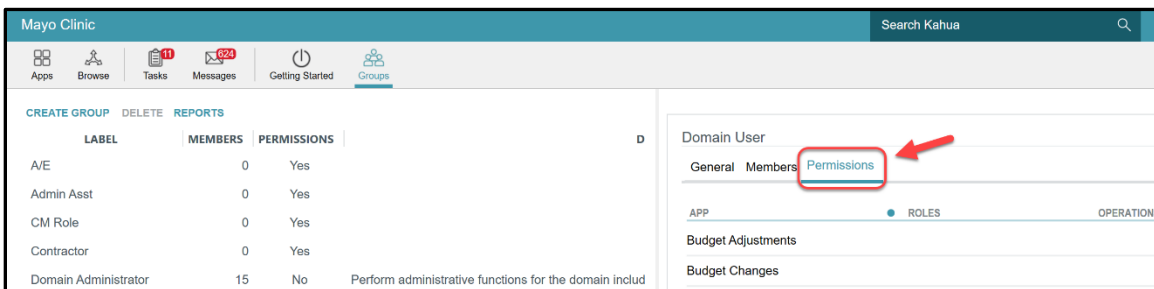 Mayo Clinic
Search Kahua
11
624
Apps Browse Tasks Messages Getting Started Groups
CREATE GROUP DELETE REPORTS
LABEL MEMBERS PERMISSIONS D
A/E 0 Yes
Admin Asst 0 Yes
CM Role 0 Yes
Contractor 0 Yes
Domain Administrator 15 No Perform administrative functions for the domain includ
Domain User
General Members Permissions
APP ROLES OPERATION
Budget Adjustments
Budget Changes